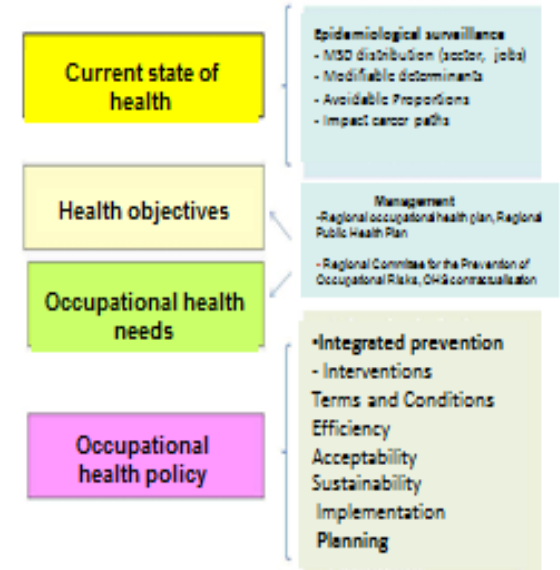 Current state of
health
Epidemiological surveillance
- MSD distribution (sector, jobs)
- Modifiable determinants
- Avoidable Proportions
- Impact career paths
Health objectives
Management
-Regional occupational health plan, Regional
Public Health Plan
- Regional Committee for the Prevention of
Occupational Risks, OHS contractualisation
Occupational health
needs
Occupational
health policy
•Integrated prevention
- Interventions
Terms and Conditions
Efficiency
Acceptability
Sustainability
Implementation
Planning